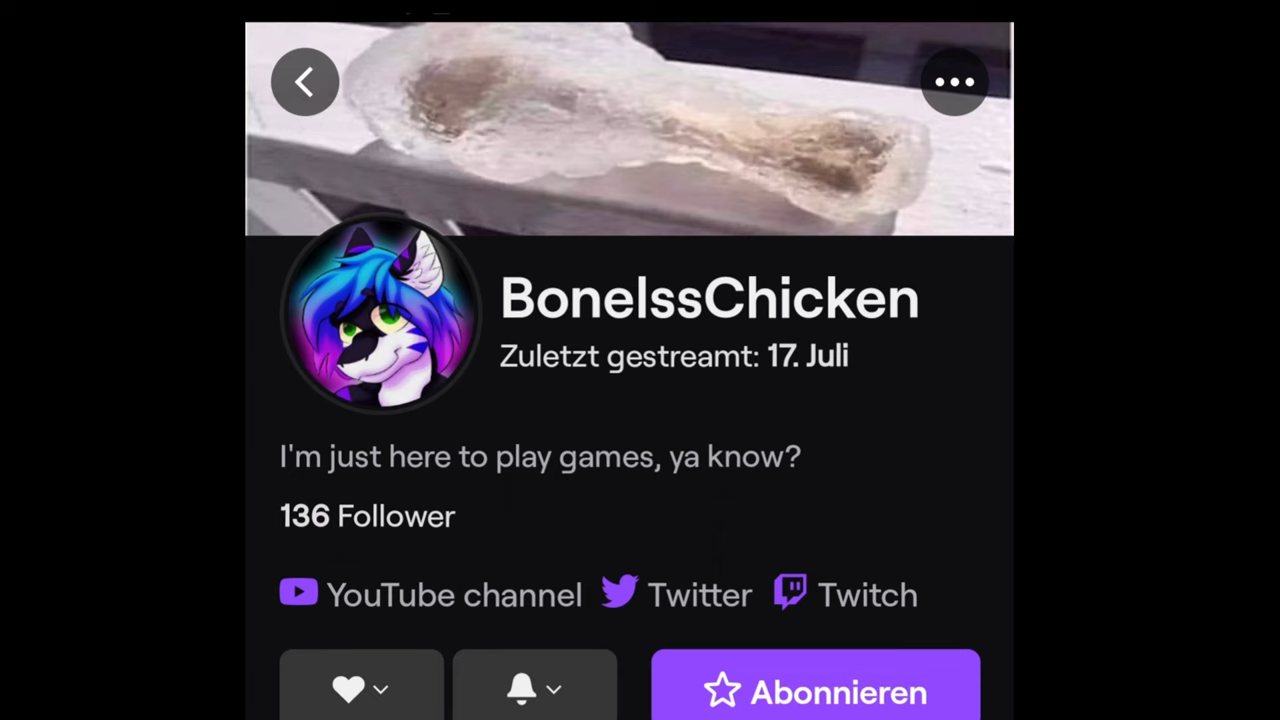 BonelssChicken
Zuletzt gestreamt: 17. Juli
I'm just here to play games, ya know?
136 Follower
YouTube channel Twitter Twitch
Abonnieren